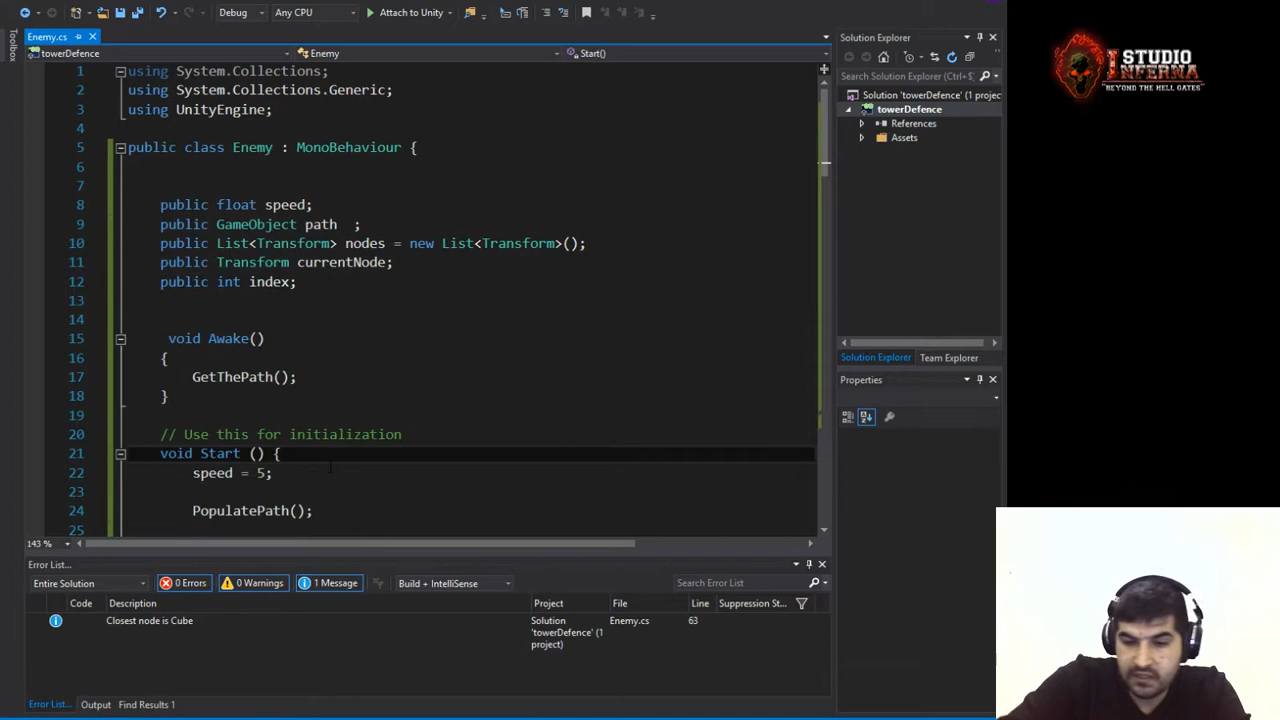 Debug
Any CPU
Attach to Unity
Toolbox
Enemy.cs
towerDefence
Enemy
Start()
1 using System.Collections;
2 using System.Collections.Generic;
3 using UnityEngine;
4
5 public class Enemy : MonoBehaviour {
6
7
8 public float speed;
9 public GameObject path ;
10 public List<Transform> nodes = new List<Transform>();
11 public Transform currentNode;
12 public int index;
13
14
15 void Awake()
16 {
17 GetThePath();
18 }
19
20 // Use this for initialization
21 void Start () {
22 speed = 5;
23
24 PopulatePath();
25
143 %
Error List...
Entire Solution
0 Errors
0 Warnings
1 Message
Build + IntelliSense
Search Error List
Code Description Project File Line Suppression St...
Closest node is Cube Solution Enemy.cs 63
'towerDefence' (1
project)
Error List... Output Find Results 1
Solution Explorer
Search Solution Explorer (Ctrl+$)
Solution 'towerDefence' (1 projec
towerDefence
References
Assets
Solution Explorer Team Explorer
Properties
STUDIO
INFERNA
"BEYOND THE HELL GATES"